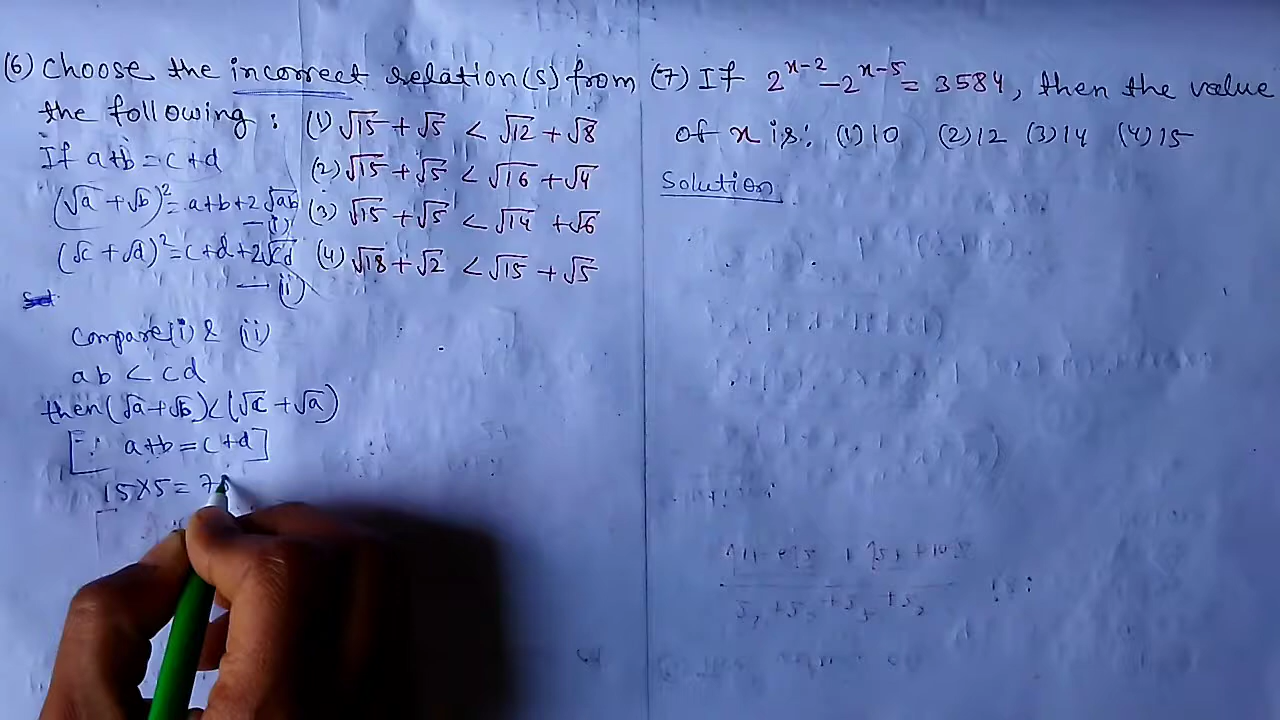 (6) Choose the incorrect relation(s) from
the following : (1) √15 + √5 < √12 + √8
If a+b = c+d
(2) √15 + √5 < √16 + √4
(√a + √b)² = a+b+2√ab
(3) √15 + √5 < √14 + √6
— (i)
(√c + √d)² = c+d+2√cd
(4) √18 + √2 < √15 + √5
— (ii)
Compare (i) & (ii)
ab < cd
then (√a + √b) < (√c + √d)
[∵ a+b = c+d]
15×5 = 75
(7) If 2^{x-2} - 2^{x-5} = 3584, then the value
of x is: (1) 10 (2) 12 (3) 14 (4) 15
Solution